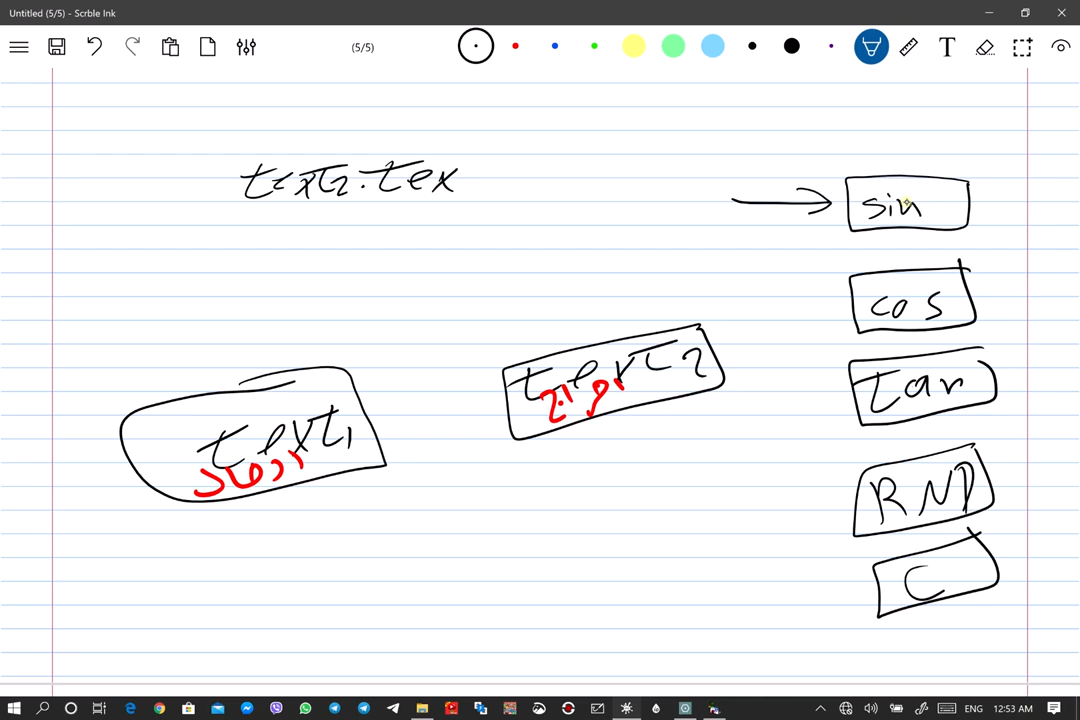 Untitled (5/5) - Scrble Ink
(5/5)
T
text2.tex
sin
cos
text2
tan
text1
RND
C
ENG 12:53 AM